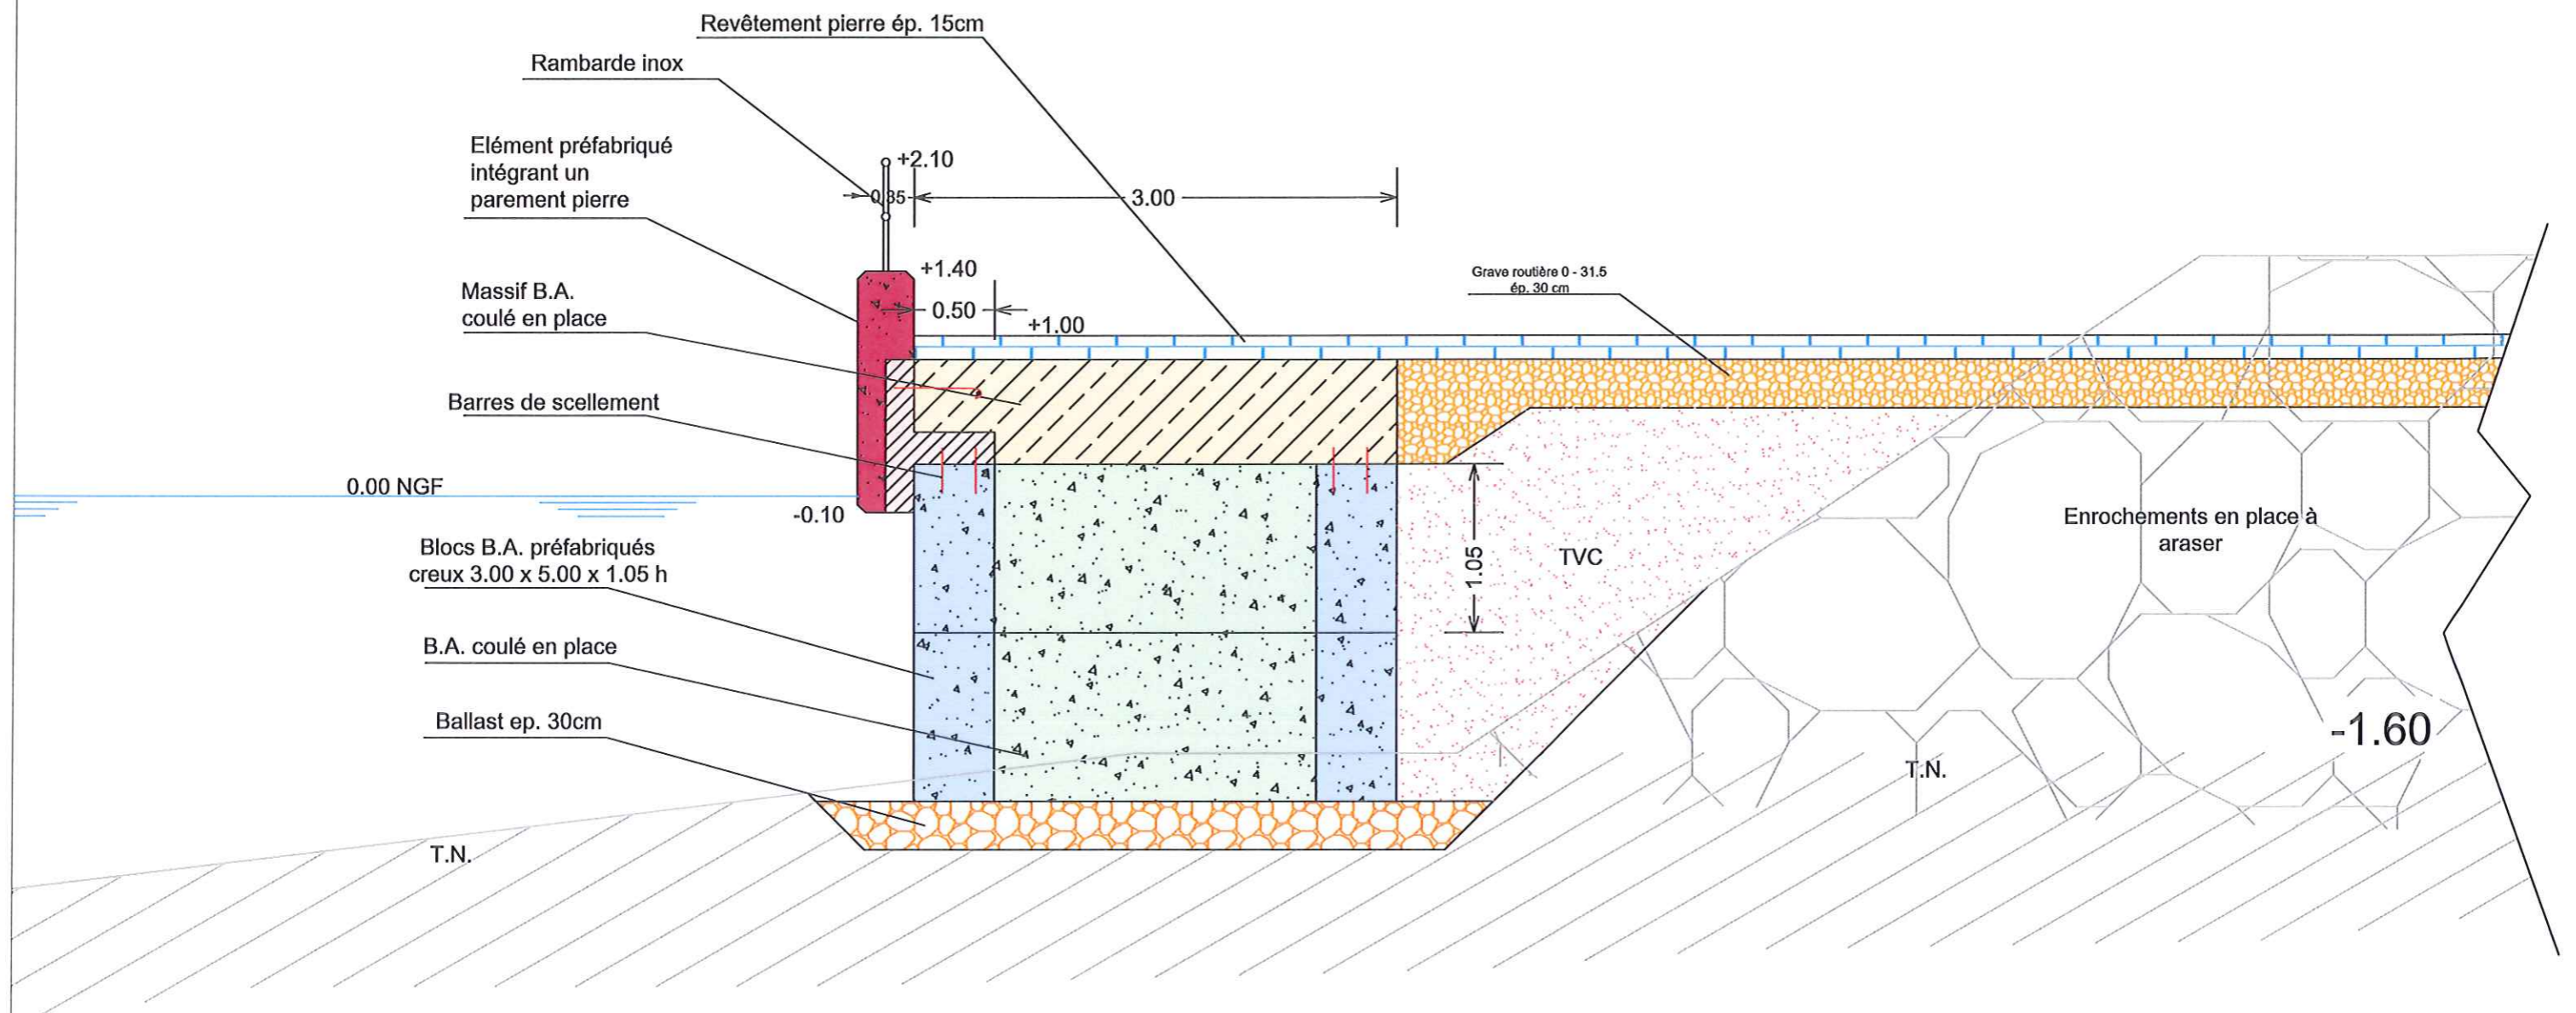 Revêtement pierre ép. 15cm
Rambarde inox
Elément préfabriqué
intégrant un
parement pierre
+2.10
0.35
3.00
+1.40
0.50
+1.00
Massif B.A.
coulé en place
Grave routière 0 - 31.5
ép. 30 cm
Barres de scellement
0.00 NGF
-0.10
Blocs B.A. préfabriqués
creux 3.00 x 5.00 x 1.05 h
1.05
TVC
Enrochements en place à
araser
B.A. coulé en place
Ballast ep. 30cm
-1.60
T.N.
T.N.